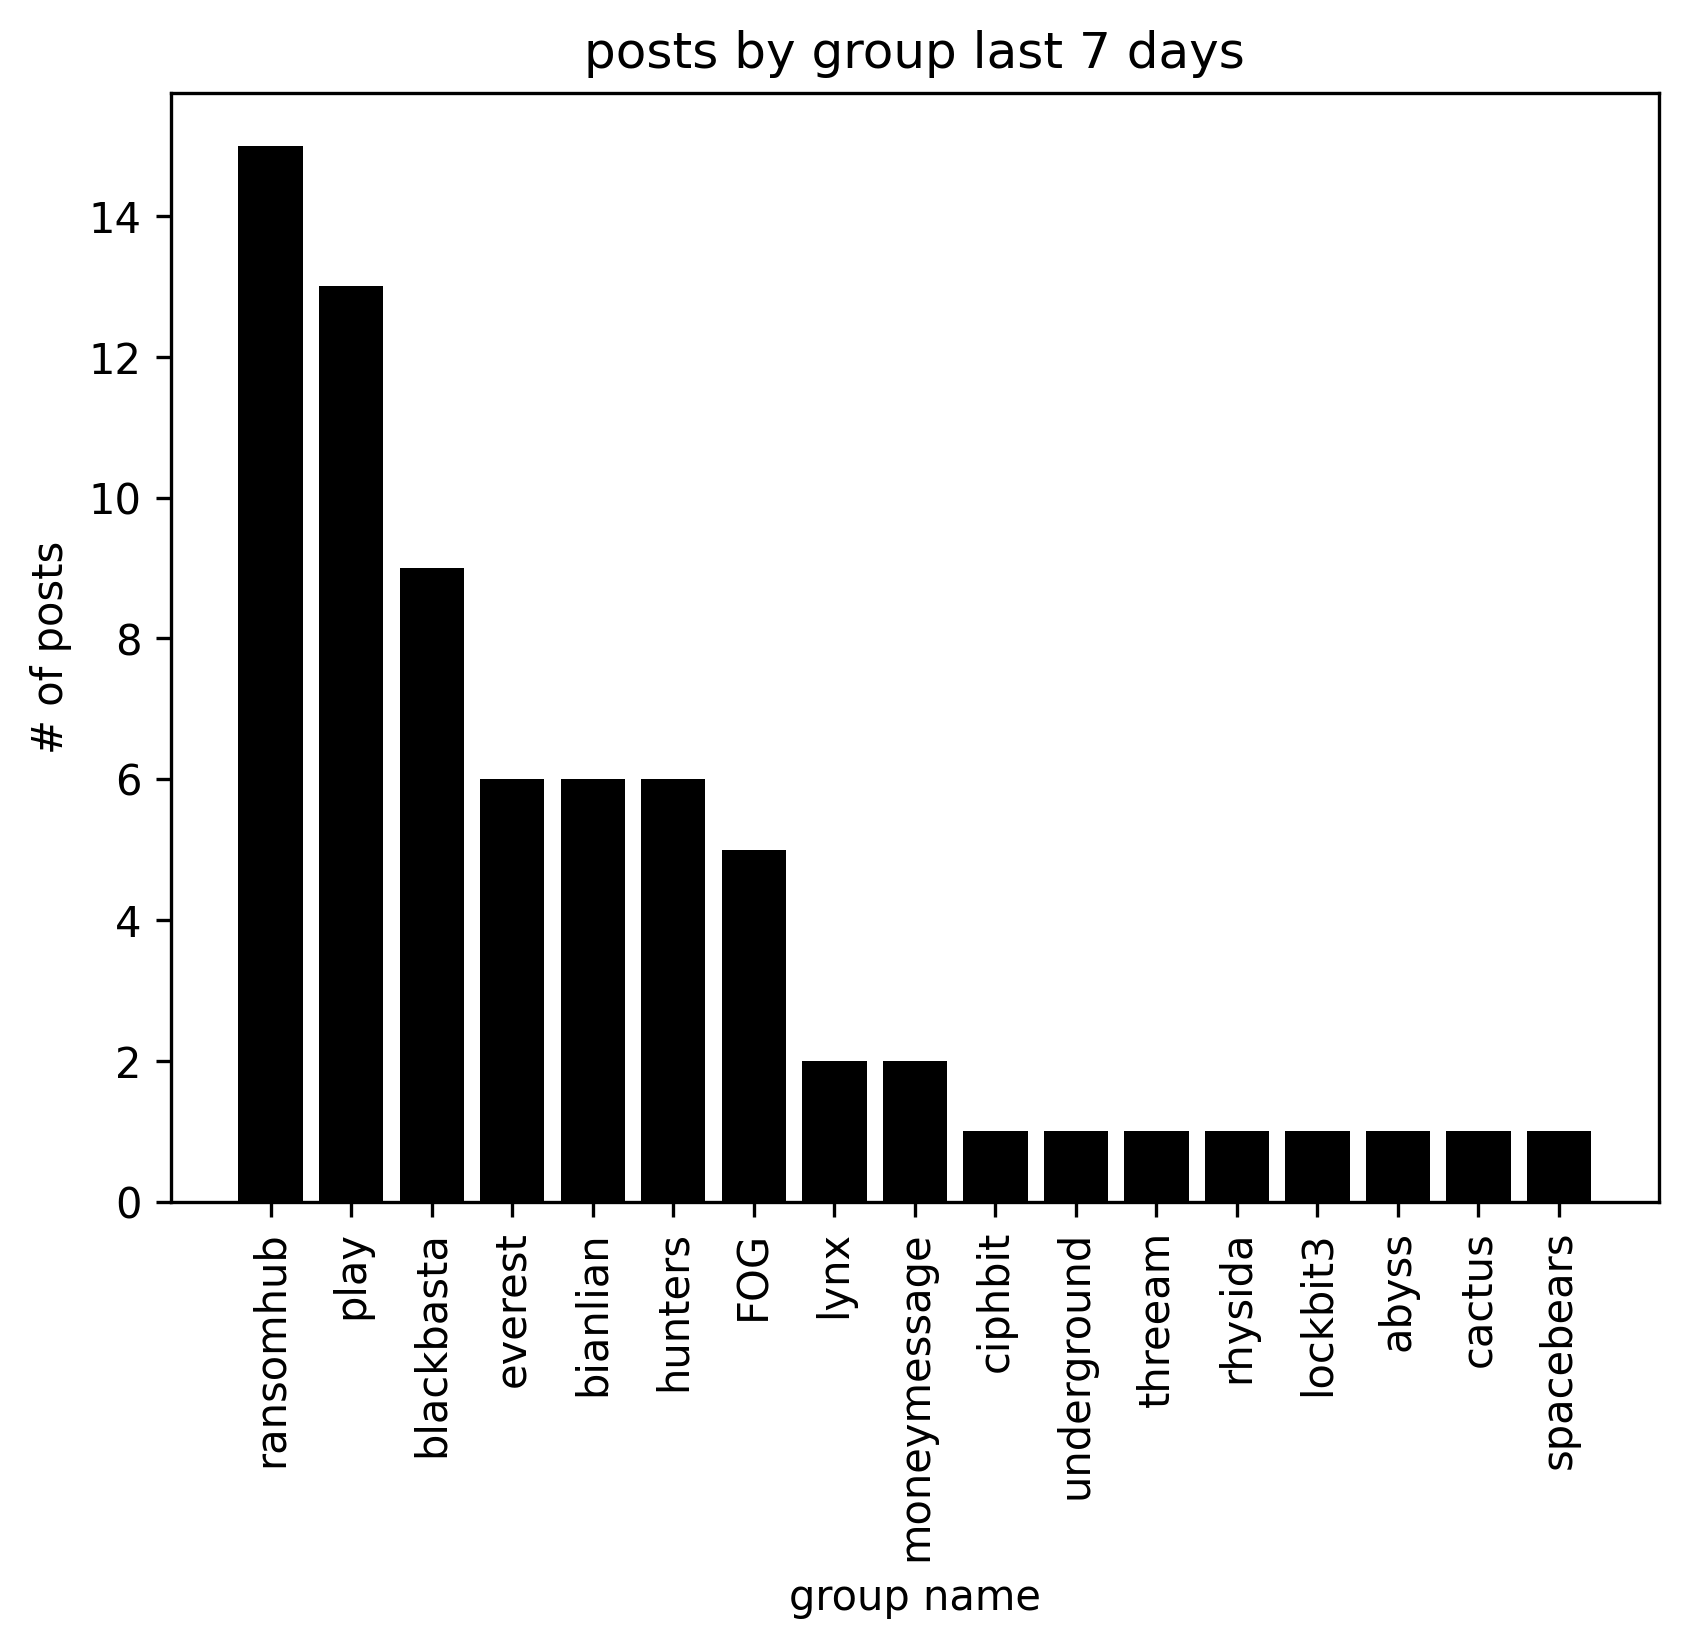 posts by group last 7 days
# of posts
14
12
10
8
6
4
2
0
ransomhub
play
blackbasta
everest
bianlian
hunters
FOG
lynx
moneymessage
ciphbit
underground
threeam
rhysida
lockbit3
abyss
cactus
spacebears
group name